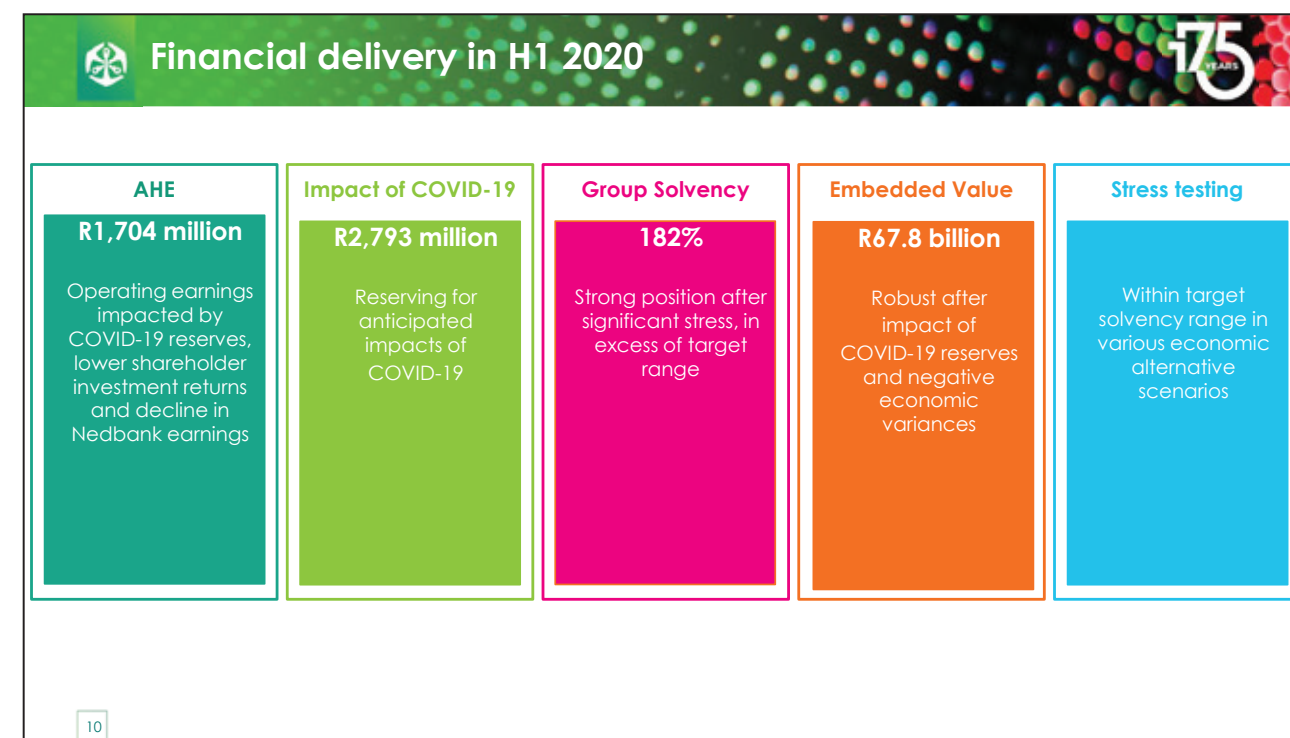 Financial delivery in H1 2020
175
YEARS
AHE
R1,704 million
Operating earnings
impacted by
COVID-19 reserves,
lower shareholder
investment returns
and decline in
Nedbank earnings
Impact of COVID-19
R2,793 million
Reserving for
anticipated
impacts of
COVID-19
Group Solvency
182%
Strong position after
significant stress, in
excess of target
range
Embedded Value
R67.8 billion
Robust after
impact of
COVID-19 reserves
and negative
economic
variances
Stress testing
Within target
solvency range in
various economic
alternative
scenarios
10